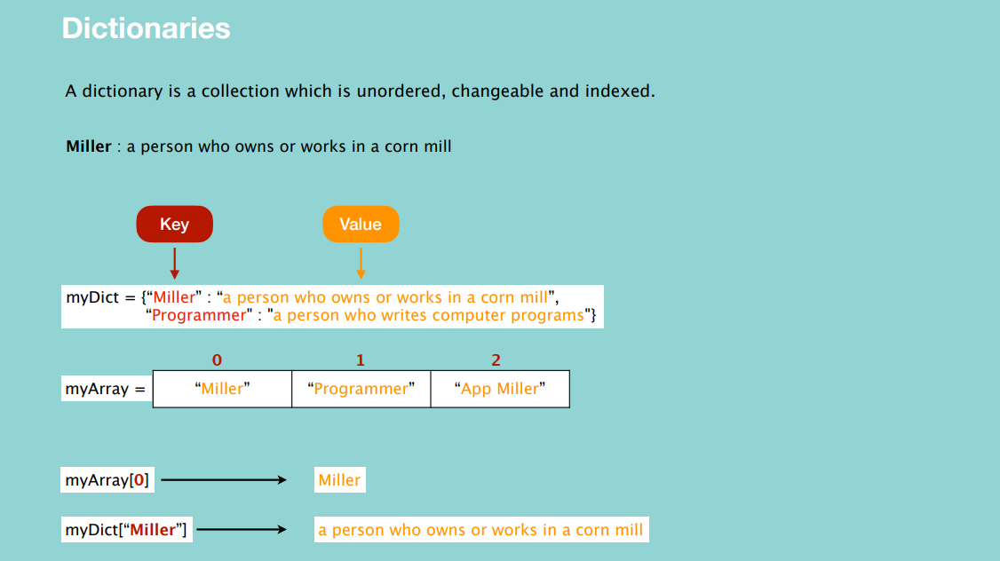 Dictionaries
A dictionary is a collection which is unordered, changeable and indexed.
Miller : a person who owns or works in a corn mill
Key Value
myDict = {“Miller” : “a person who owns or works in a corn mill”,
“Programmer" : "a person who writes computer programs"}
0 1 2
myArray = “Miller” “Programmer” “App Miller”
myArray[0] Miller
myDict[“Miller”] a person who owns or works in a corn mill